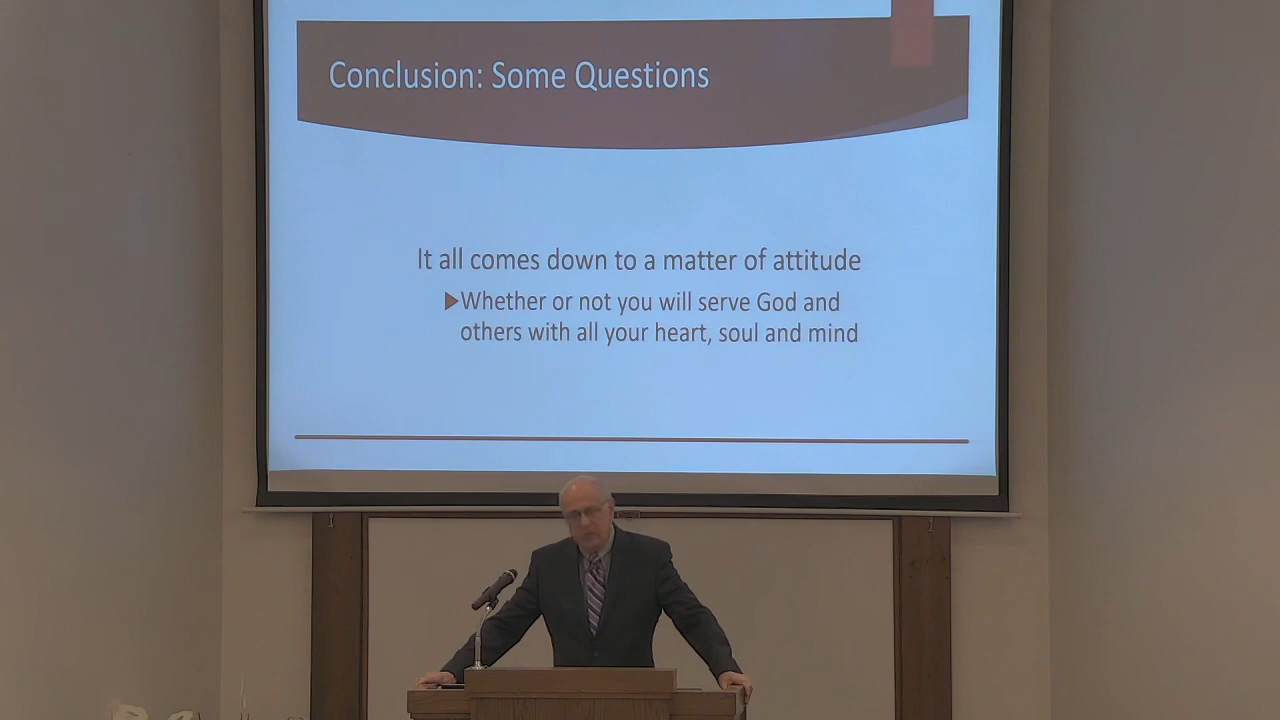 Conclusion: Some Questions
It all comes down to a matter of attitude
Whether or not you will serve God and
others with all your heart, soul and mind